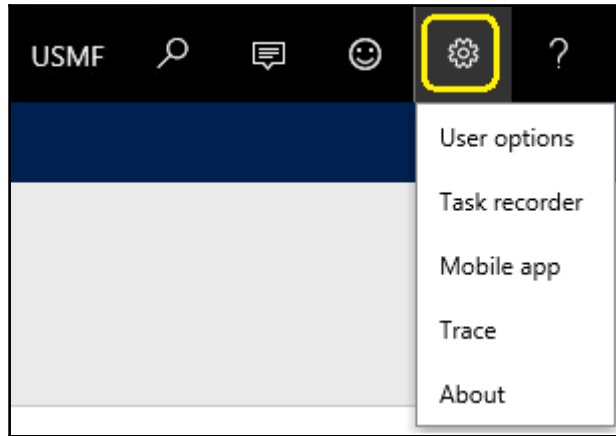 USMF ?
User options
Task recorder
Mobile app
Trace
About